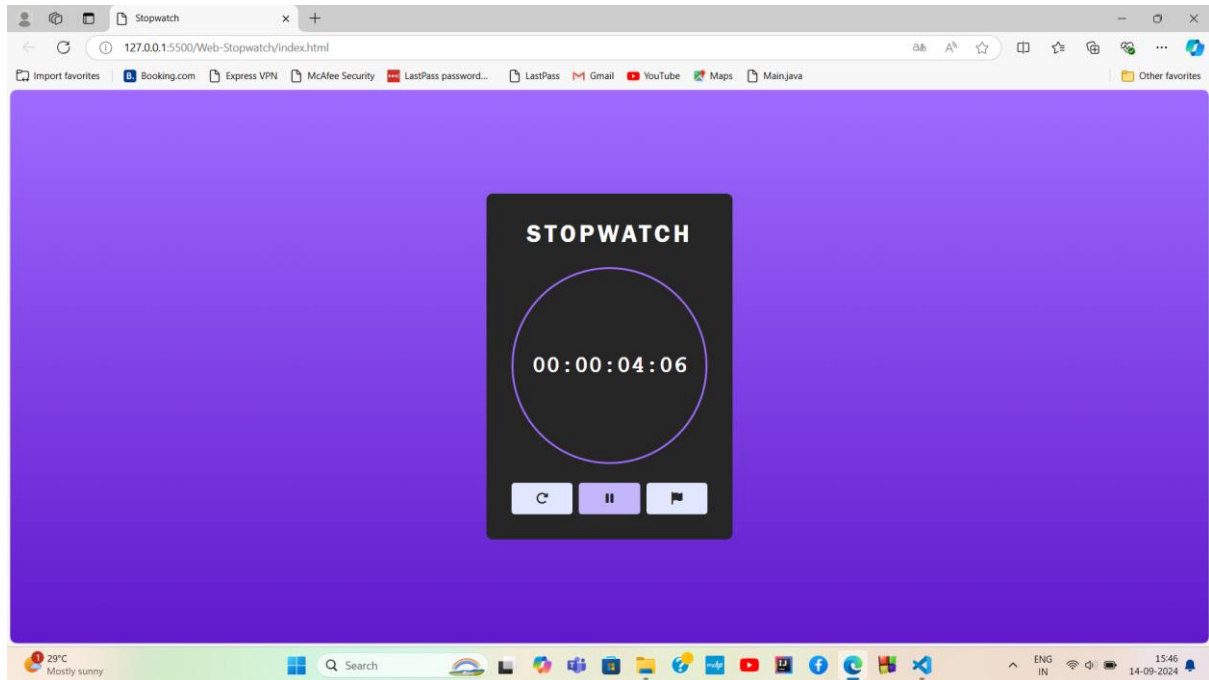 Stopwatch
127.0.0.1:5500/Web-Stopwatch/index.html
Import favorites B. Booking.com Express VPN McAfee Security LastPass password... LastPass Gmail YouTube Maps Main.java Other favorites
STOPWATCH
00:00:04:06
1 29°C
Mostly sunny
Search
ENG
IN
15:46
14-09-2024